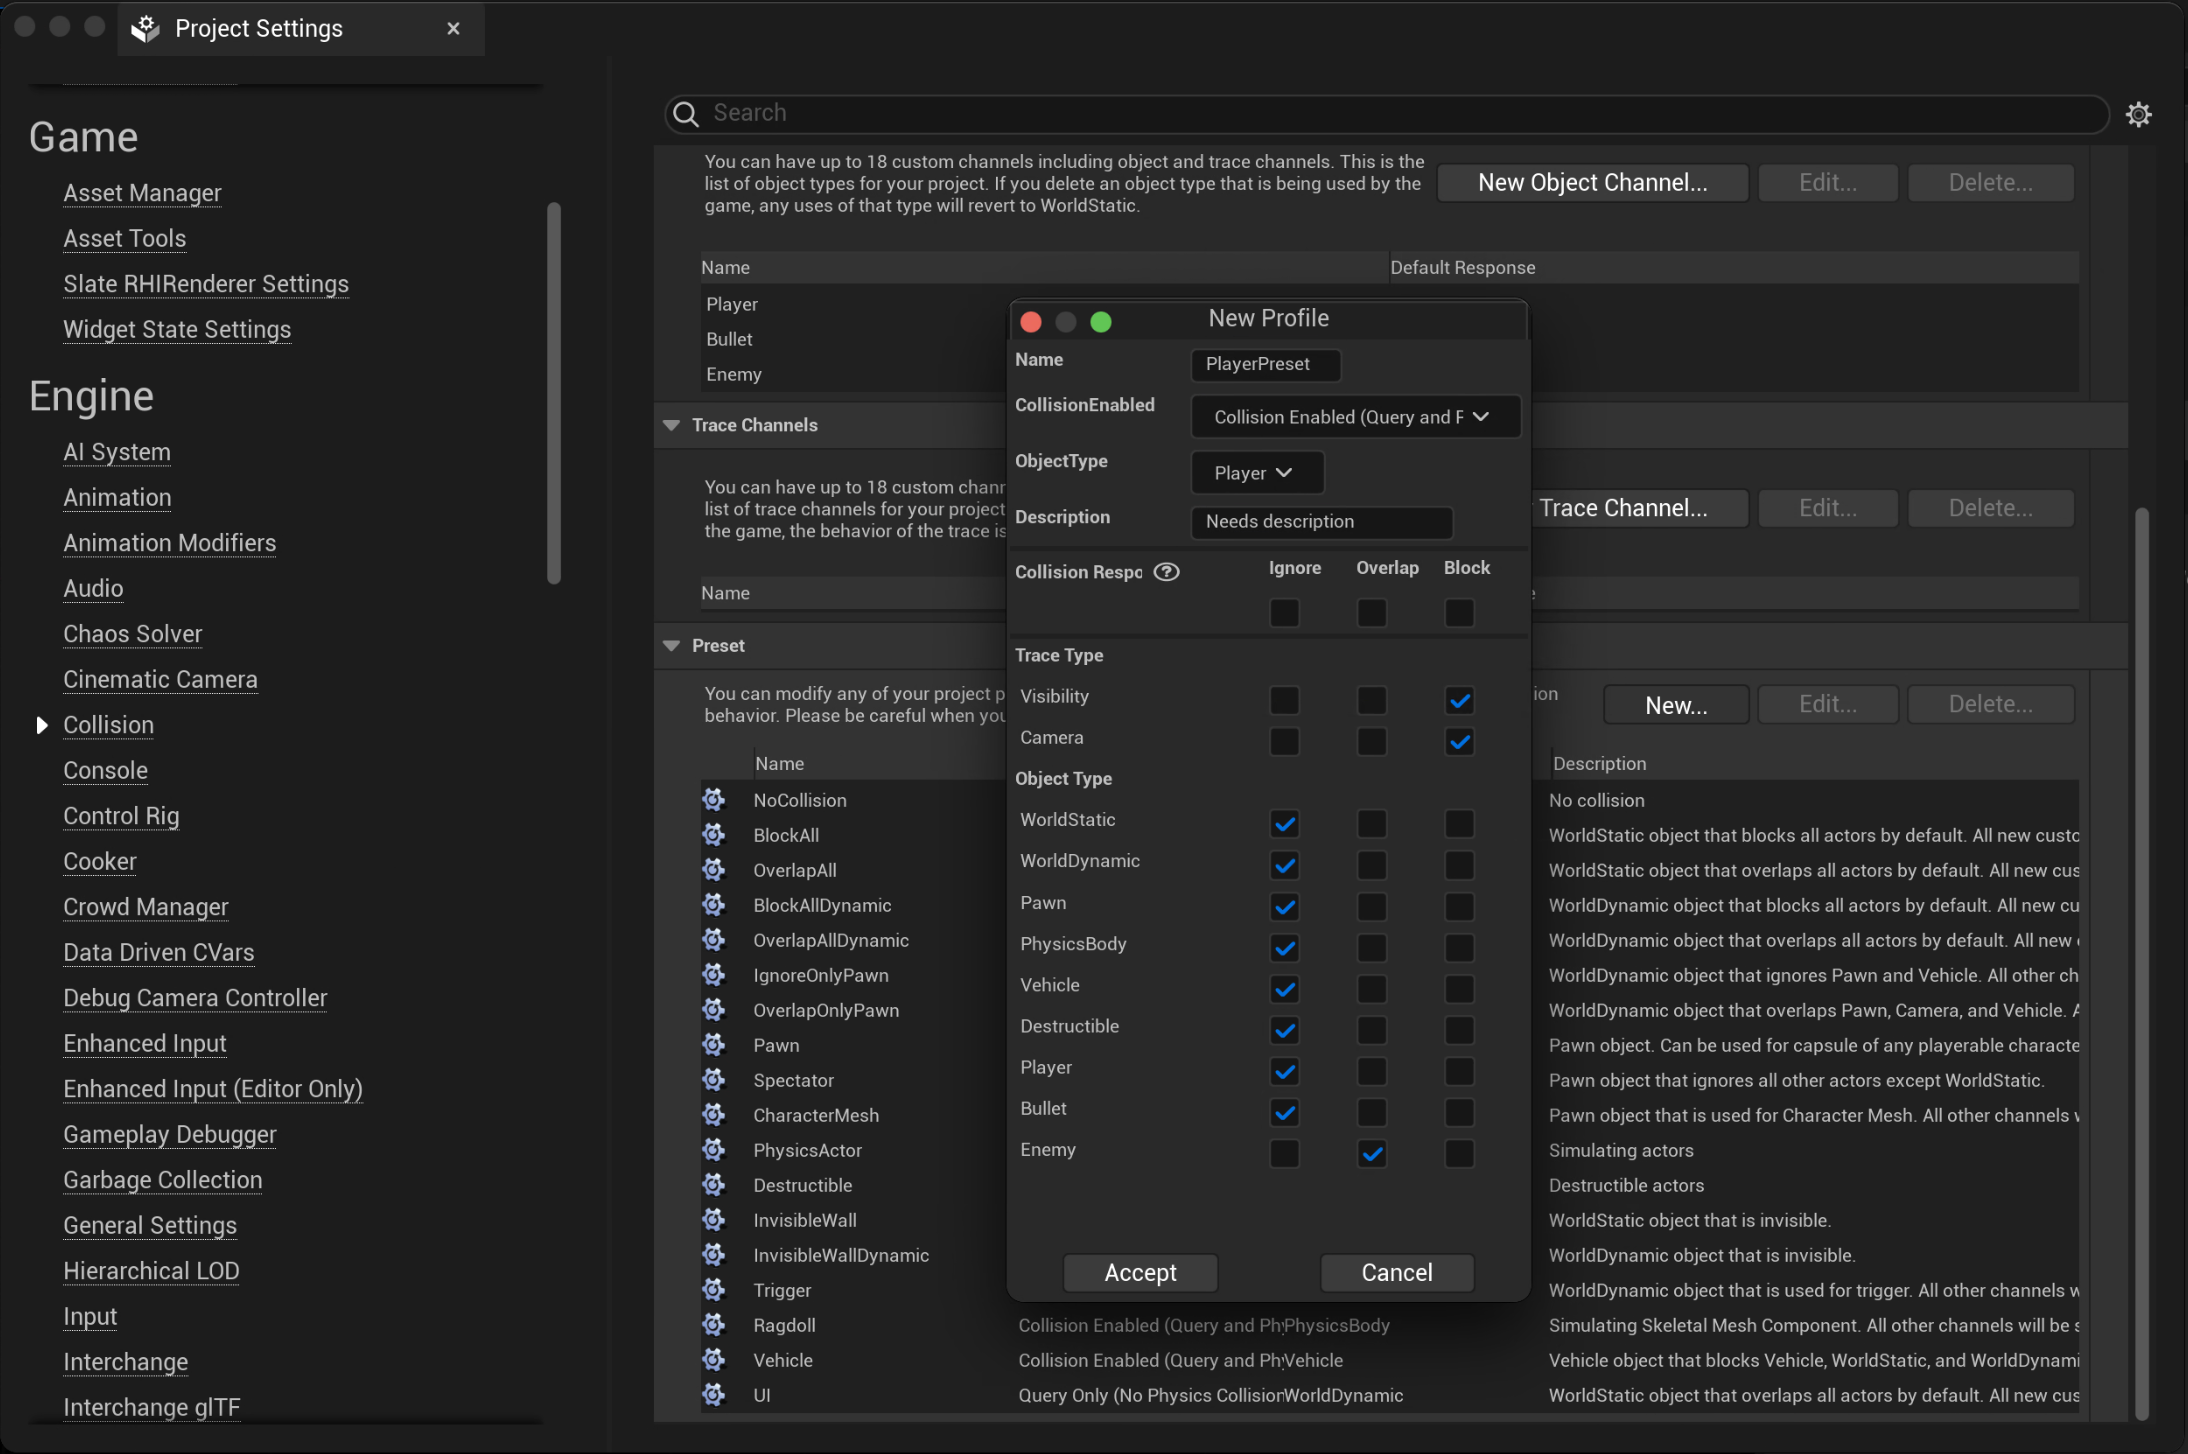 Project Settings
Game
Asset Manager
Asset Tools
Slate RHIRenderer Settings
Widget State Settings
Engine
AI System
Animation
Animation Modifiers
Audio
Chaos Solver
Cinematic Camera
Collision
Console
Control Rig
Cooker
Crowd Manager
Data Driven CVars
Debug Camera Controller
Enhanced Input
Enhanced Input (Editor Only)
Gameplay Debugger
Garbage Collection
General Settings
Hierarchical LOD
Input
Interchange
Interchange glTF
Search
You can have up to 18 custom channels including object and trace channels. This is the
list of object types for your project. If you delete an object type that is being used by the
game, any uses of that type will revert to WorldStatic.
New Object Channel... Edit... Delete...
Name Default Response
Player
Bullet
Enemy
Trace Channels
You can have up to 18 custom chanr
list of trace channels for your project
the game, the behavior of the trace is
Trace Channel... Edit... Delete...
Name
Preset
You can modify any of your project p ion
behavior. Please be careful when you
New... Edit... Delete...
Name Description
NoCollision No collision
BlockAll WorldStatic object that blocks all actors by default. All new custo
OverlapAll WorldStatic object that overlaps all actors by default. All new cus
BlockAllDynamic WorldDynamic object that blocks all actors by default. All new cu
OverlapAllDynamic WorldDynamic object that overlaps all actors by default. All new
IgnoreOnlyPawn WorldDynamic object that ignores Pawn and Vehicle. All other ch
OverlapOnlyPawn WorldDynamic object that overlaps Pawn, Camera, and Vehicle. A
Pawn Pawn object. Can be used for capsule of any playerable characte
Spectator Pawn object that ignores all other actors except WorldStatic.
CharacterMesh Pawn object that is used for Character Mesh. All other channels w
PhysicsActor Simulating actors
Destructible Destructible actors
InvisibleWall WorldStatic object that is invisible.
InvisibleWallDynamic WorldDynamic object that is invisible.
Trigger WorldDynamic object that is used for trigger. All other channels w
Ragdoll Collision Enabled (Query and Phy PhysicsBody Simulating Skeletal Mesh Component. All other channels will be s
Vehicle Collision Enabled (Query and Phy Vehicle Vehicle object that blocks Vehicle, WorldStatic, and WorldDynami
UI Query Only (No Physics Collision WorldDynamic WorldStatic object that overlaps all actors by default. All new cus
New Profile
Name PlayerPreset
CollisionEnabled Collision Enabled (Query and P
ObjectType Player
Description Needs description
Collision Respo ? Ignore Overlap Block
Trace Type
Visibility
Camera
Object Type
WorldStatic
WorldDynamic
Pawn
PhysicsBody
Vehicle
Destructible
Player
Bullet
Enemy
Accept Cancel